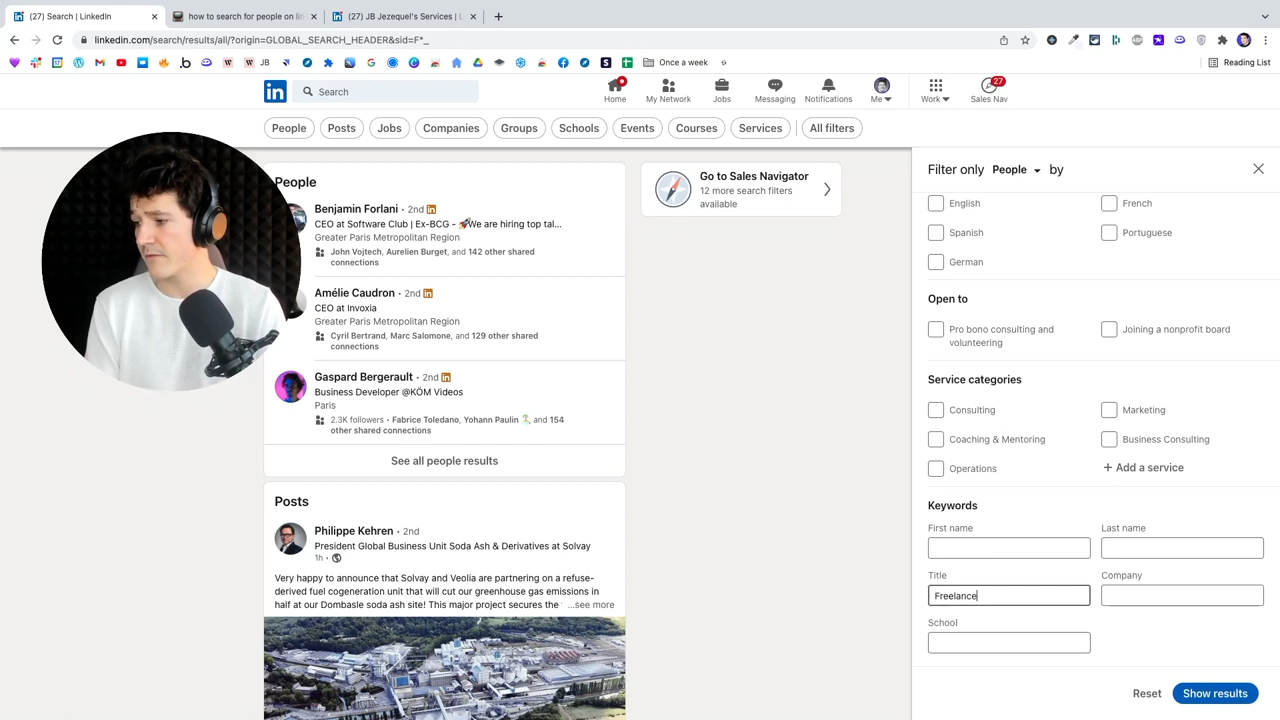 (27) Search | LinkedIn
how to search for people on lin
(27) JB Jezequel's Services | L
linkedin.com/search/results/all/?origin=GLOBAL_SEARCH_HEADER&sid=F*_
JB
Once a week
Reading List
Search
Home
My Network
Jobs
Messaging
Notifications
Me
Work
27
Sales Nav
People
Posts
Jobs
Companies
Groups
Schools
Events
Courses
Services
All filters
People
Benjamin Forlani • 2nd
CEO at Software Club | Ex-BCG - 🚀We are hiring top tal...
Greater Paris Metropolitan Region
John Vojtech, Aurelien Burget, and 142 other shared
connections
Amélie Caudron • 2nd
CEO at Invoxia
Greater Paris Metropolitan Region
Cyril Bertrand, Marc Salomone, and 129 other shared
connections
Gaspard Bergerault • 2nd
Business Developer @KÖM Videos
Paris
2.3K followers • Fabrice Toledano, Yohann Paulin 🦜, and 154
other shared connections
See all people results
Posts
Philippe Kehren • 2nd
President Global Business Unit Soda Ash & Derivatives at Solvay
1h •
Very happy to announce that Solvay and Veolia are partnering on a refuse-
derived fuel cogeneration unit that will cut our greenhouse gas emissions in
half at our Dombasle soda ash site! This major project secures the ...see more
Go to Sales Navigator
12 more search filters
available
Filter only People by
English
French
Spanish
Portuguese
German
Open to
Pro bono consulting and
volunteering
Joining a nonprofit board
Service categories
Consulting
Marketing
Coaching & Mentoring
Business Consulting
Operations
+ Add a service
Keywords
First name
Last name
Title
Company
Freelance
School
Reset
Show results